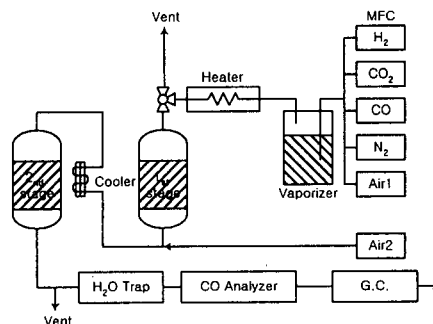 Vent
MFC
H2
Heater
CO2
CO
2nd stage
Cooler
1st stage
N2
Vaporizer
Air1
Air2
H2O Trap
CO Analyzer
G.C.
Vent